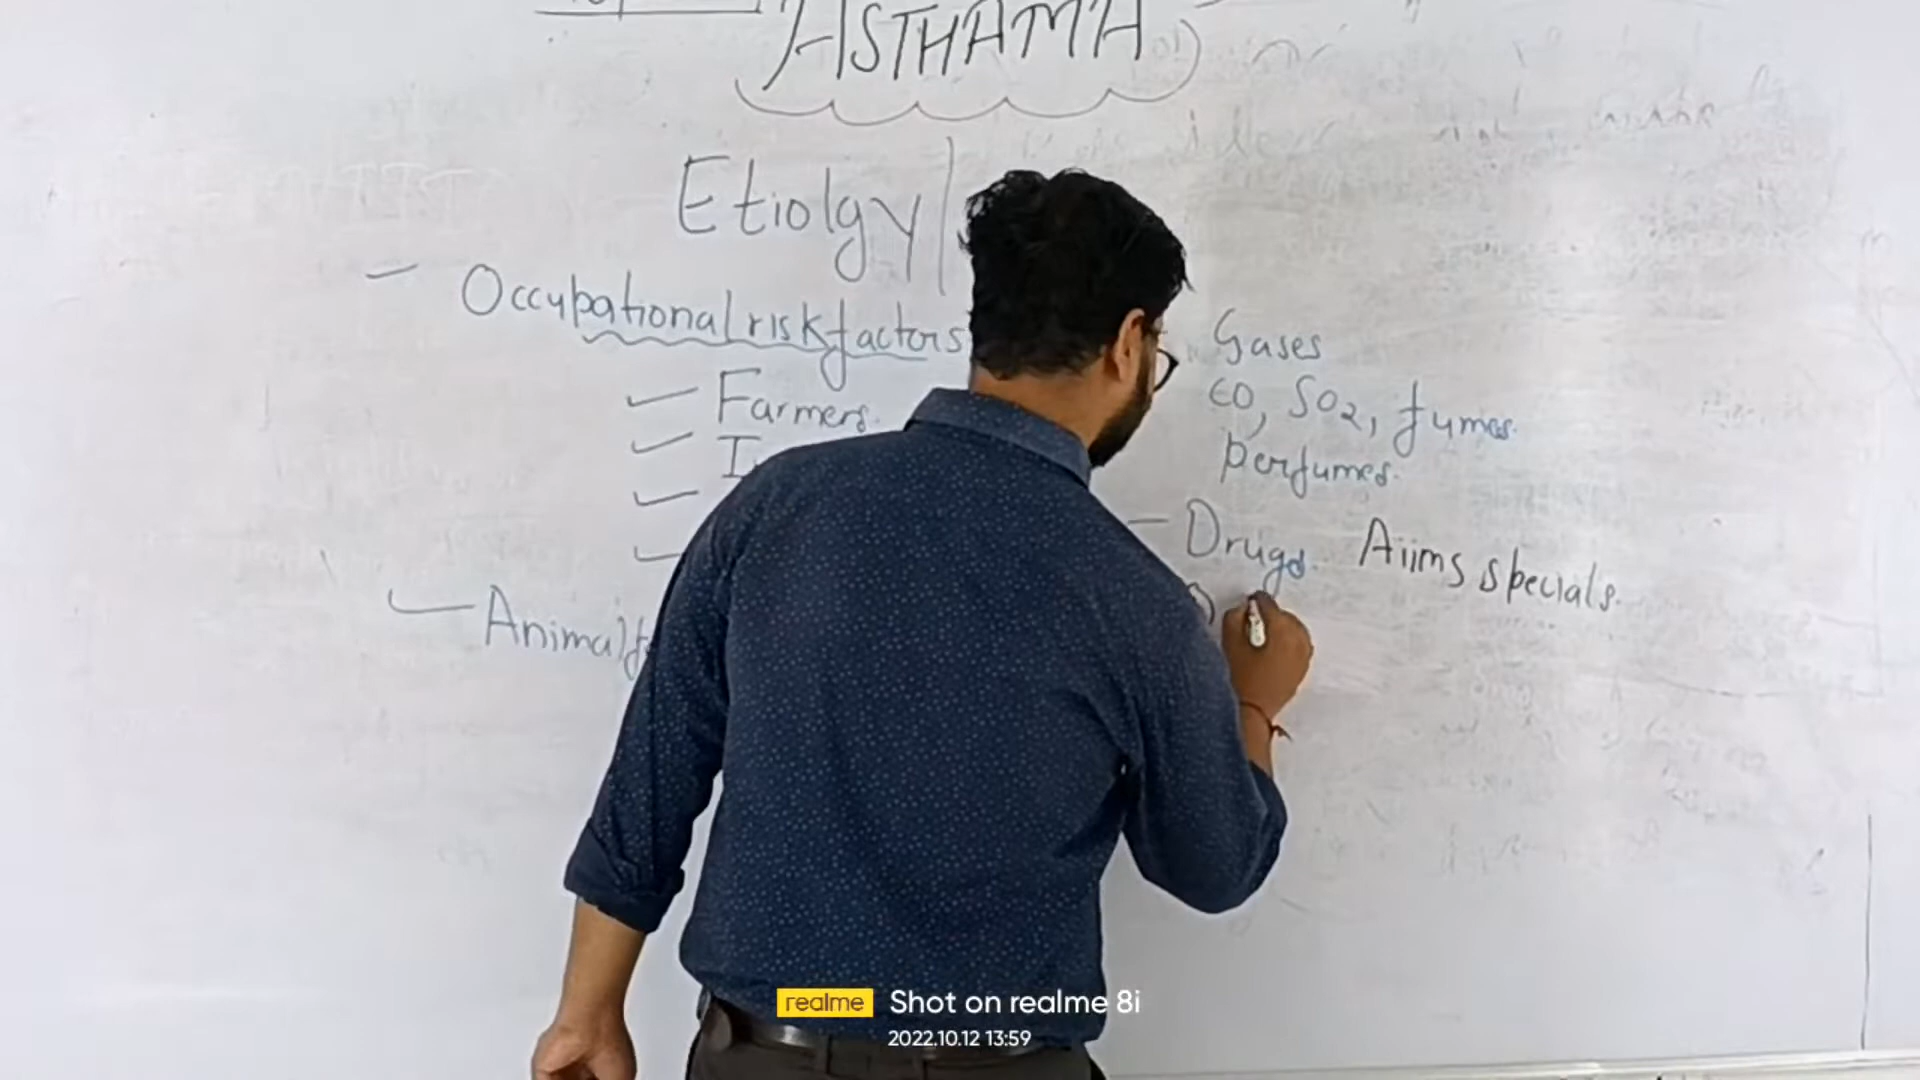 ASTHAMA
Etiolgy
Occupational risk factors
Farmers.
Animal
Gases
CO, SO2, fumes.
perfumes.
- Drugs. Aiims specials.
realme Shot on realme 8i
2022.10.12 13:59